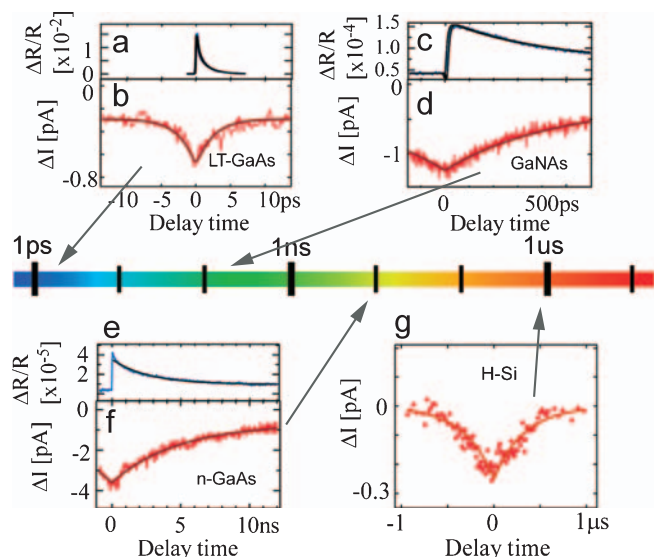 a
ΔR/R
[x10-2]
1
0
b
ΔI [pA]
0
-0.8
LT-GaAs
-10 0 10ps
Delay time
c
ΔR/R
[x10-4]
1.5
1.0
0.5
d
ΔI [pA]
0
-1
GaNAs
0 500ps
Delay time
1ps 1ns 1us
e
ΔR/R
[x10-5]
4
2
0
f
ΔI [pA]
0
-2
-4
n-GaAs
0 5 10ns
Delay time
g
H-Si
ΔI [pA]
0
-0.3
-1 0 1μs
Delay time